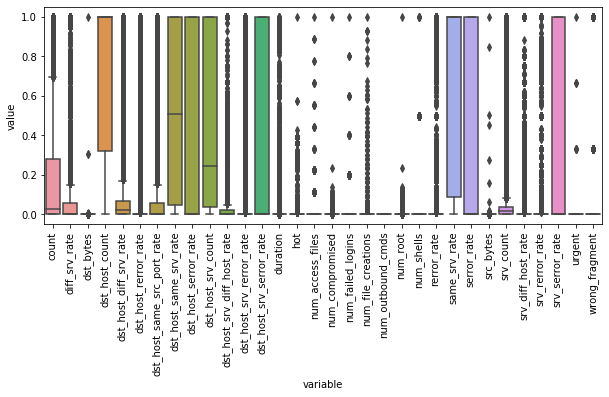 value
1.0
0.8
0.6
0.4
0.2
0.0
count
diff_srv_rate
dst_bytes
dst_host_count
dst_host_diff_srv_rate
dst_host_rerror_rate
dst_host_same_src_port_rate
dst_host_same_srv_rate
dst_host_serror_rate
dst_host_srv_count
dst_host_srv_diff_host_rate
dst_host_srv_rerror_rate
dst_host_srv_serror_rate
duration
hot
num_access_files
num_compromised
num_failed_logins
num_file_creations
num_outbound_cmds
num_root
num_shells
rerror_rate
same_srv_rate
serror_rate
src_bytes
srv_count
srv_diff_host_rate
srv_rerror_rate
srv_serror_rate
urgent
wrong_fragment
variable